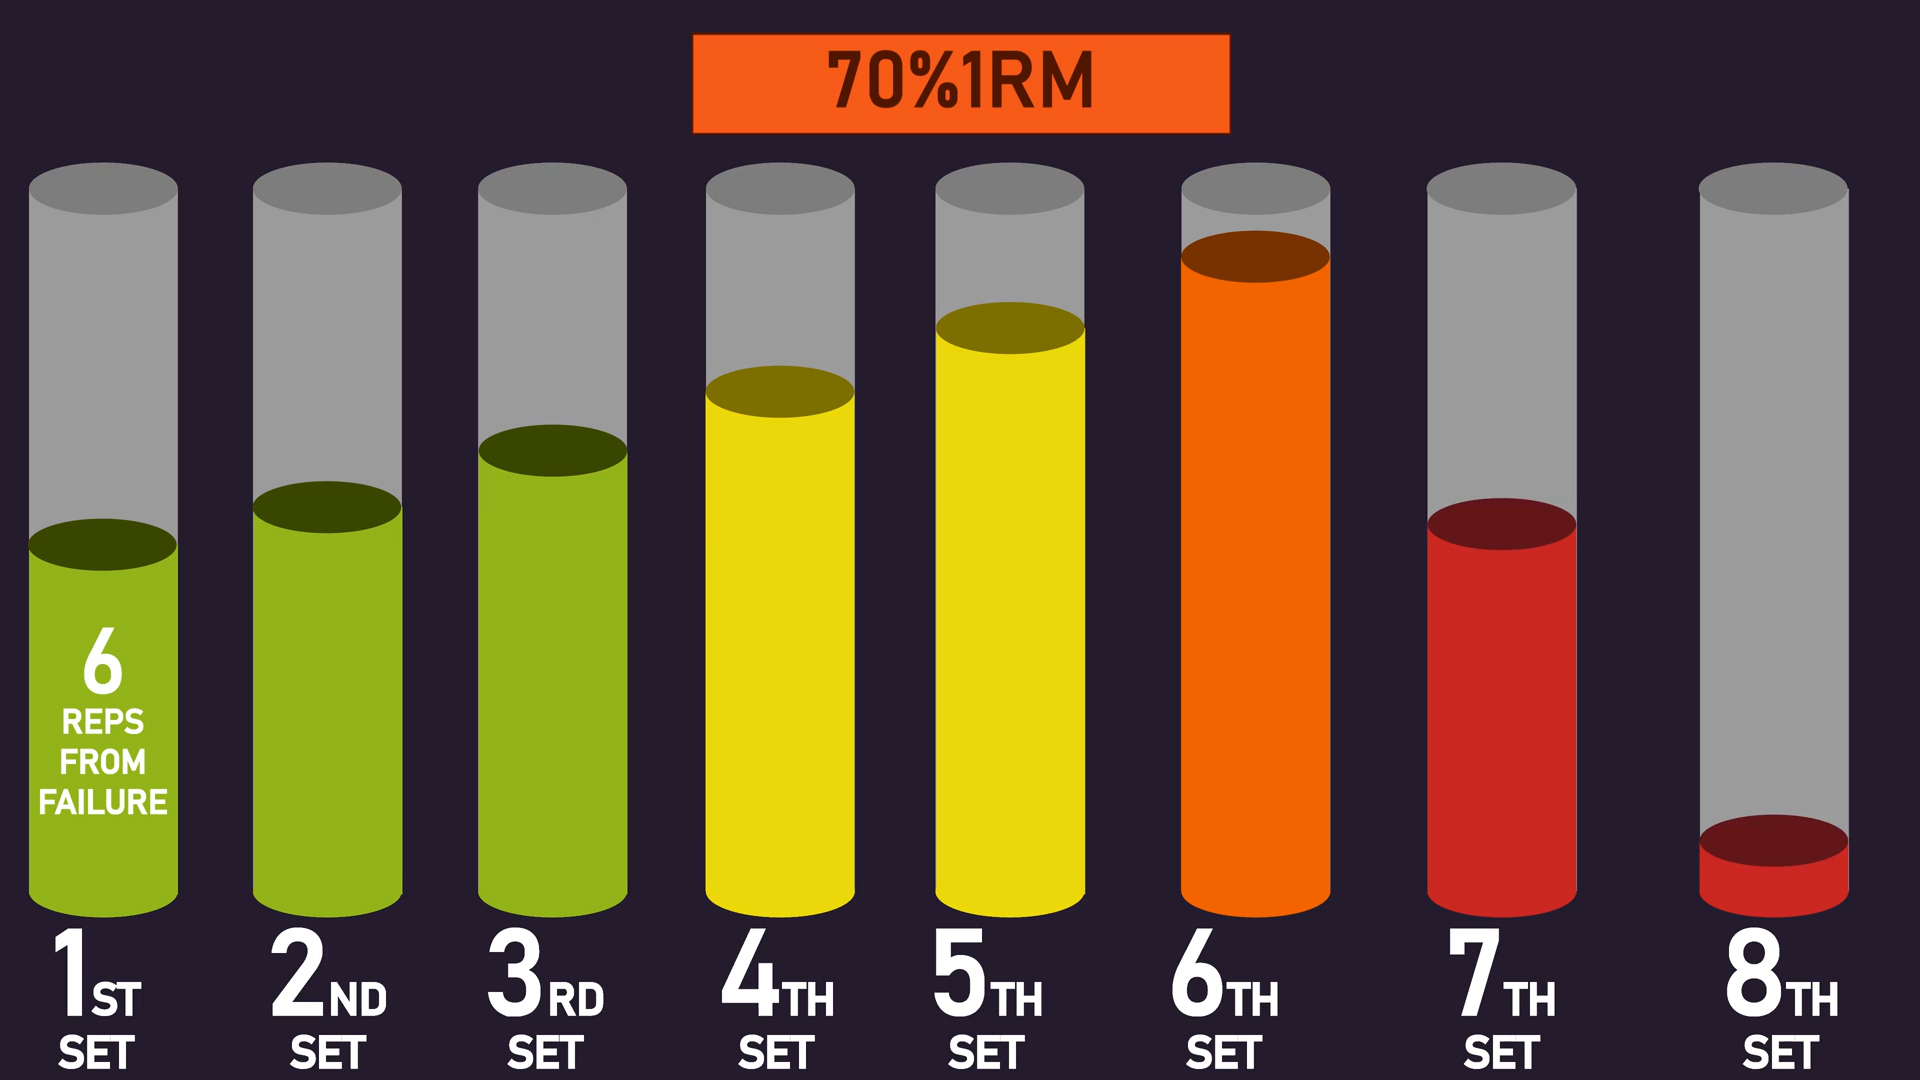 70%1RM
6
REPS
FROM
FAILURE
1ST
SET
2ND
SET
3RD
SET
4TH
SET
5TH
SET
6TH
SET
7TH
SET
8TH
SET